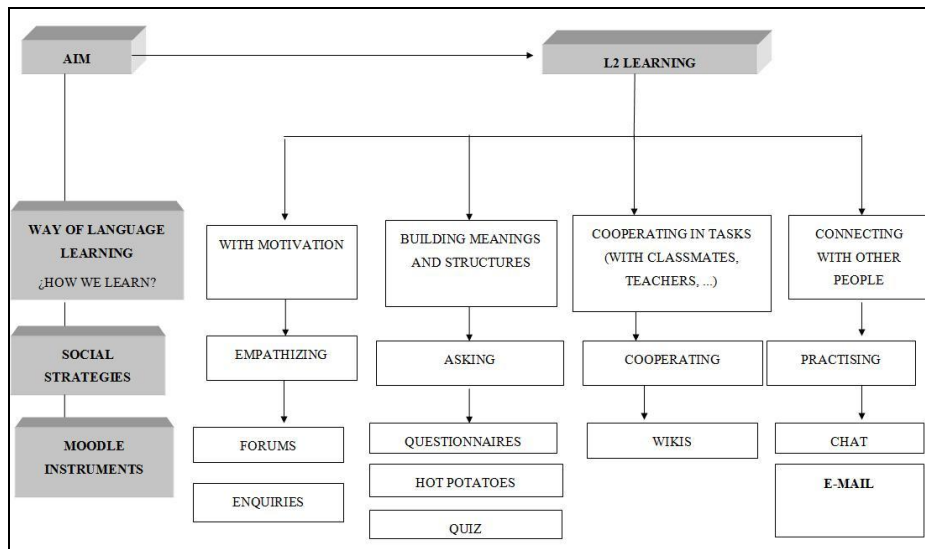 AIM
L2 LEARNING
WAY OF LANGUAGE
LEARNING
¿HOW WE LEARN?
WITH MOTIVATION
BUILDING MEANINGS
AND STRUCTURES
COOPERATING IN TASKS
(WITH CLASSMATES,
TEACHERS, ...)
CONNECTING
WITH OTHER
PEOPLE
SOCIAL
STRATEGIES
EMPATHIZING
ASKING
COOPERATING
PRACTISING
MOODLE
INSTRUMENTS
FORUMS
QUESTIONNAIRES
WIKIS
CHAT
ENQUIRIES
HOT POTATOES
E-MAIL
QUIZ